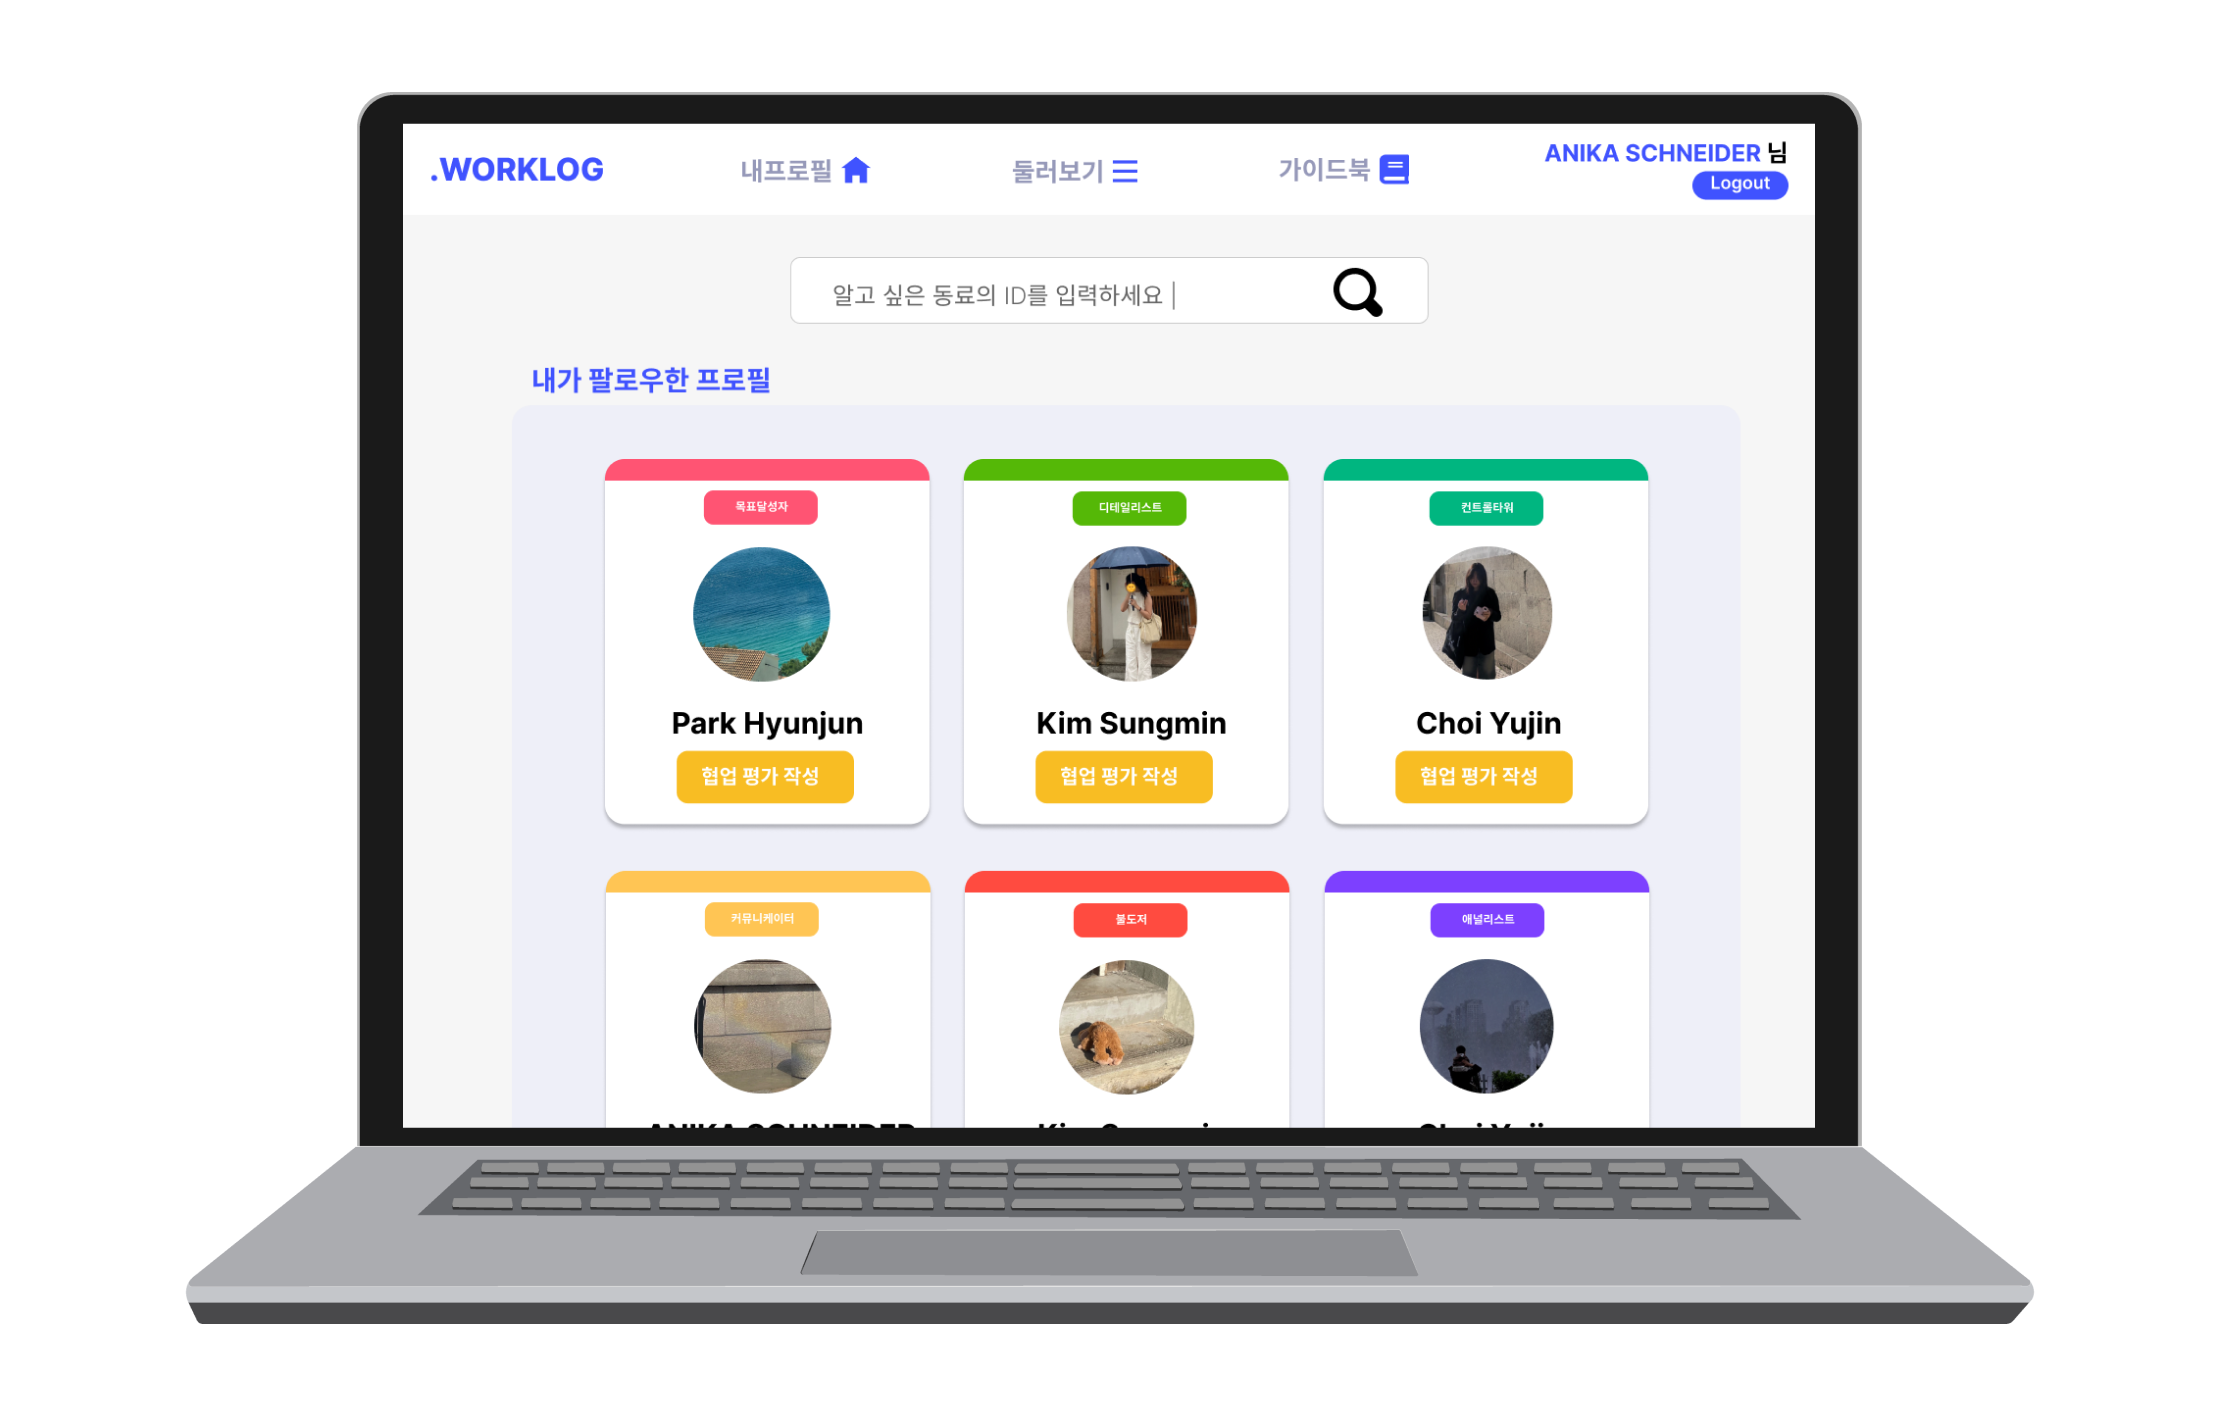 .WORKLOG
내프로필
둘러보기
가이드북
ANIKA SCHNEIDER 님
Logout
알고 싶은 동료의 ID를 입력하세요 |
내가 팔로우한 프로필
목표달성자
디테일리스트
컨트롤타워
Park Hyunjun
Kim Sungmin
Choi Yujin
협업 평가 작성
협업 평가 작성
협업 평가 작성
커뮤니케이터
불도저
애널리스트
ANIKA SCHNEIDER